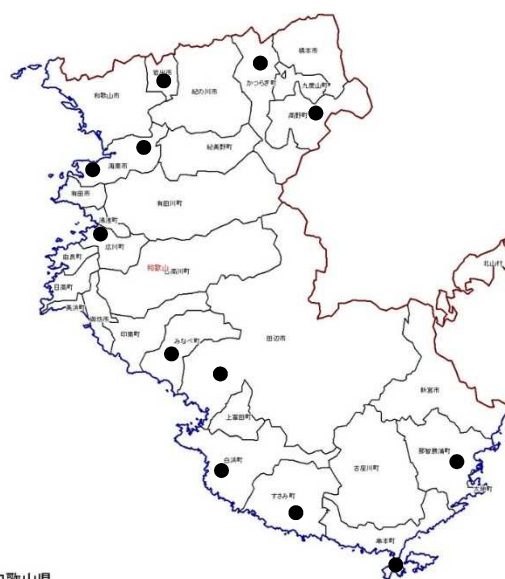 橋本市
かつらぎ町
岩出市
紀の川市
九度山町
和歌山市
高野町
紀美野町
海南市
有田市
有田川町
湯浅町
広川町
由良町
北山村
和歌山
日高川町
日高町
美浜町
御坊市
印南町
みなべ町
田辺市
新宮市
上富田町
那智勝浦町
白浜町
古座川町
すさみ町
太地町
串本町
和歌山県